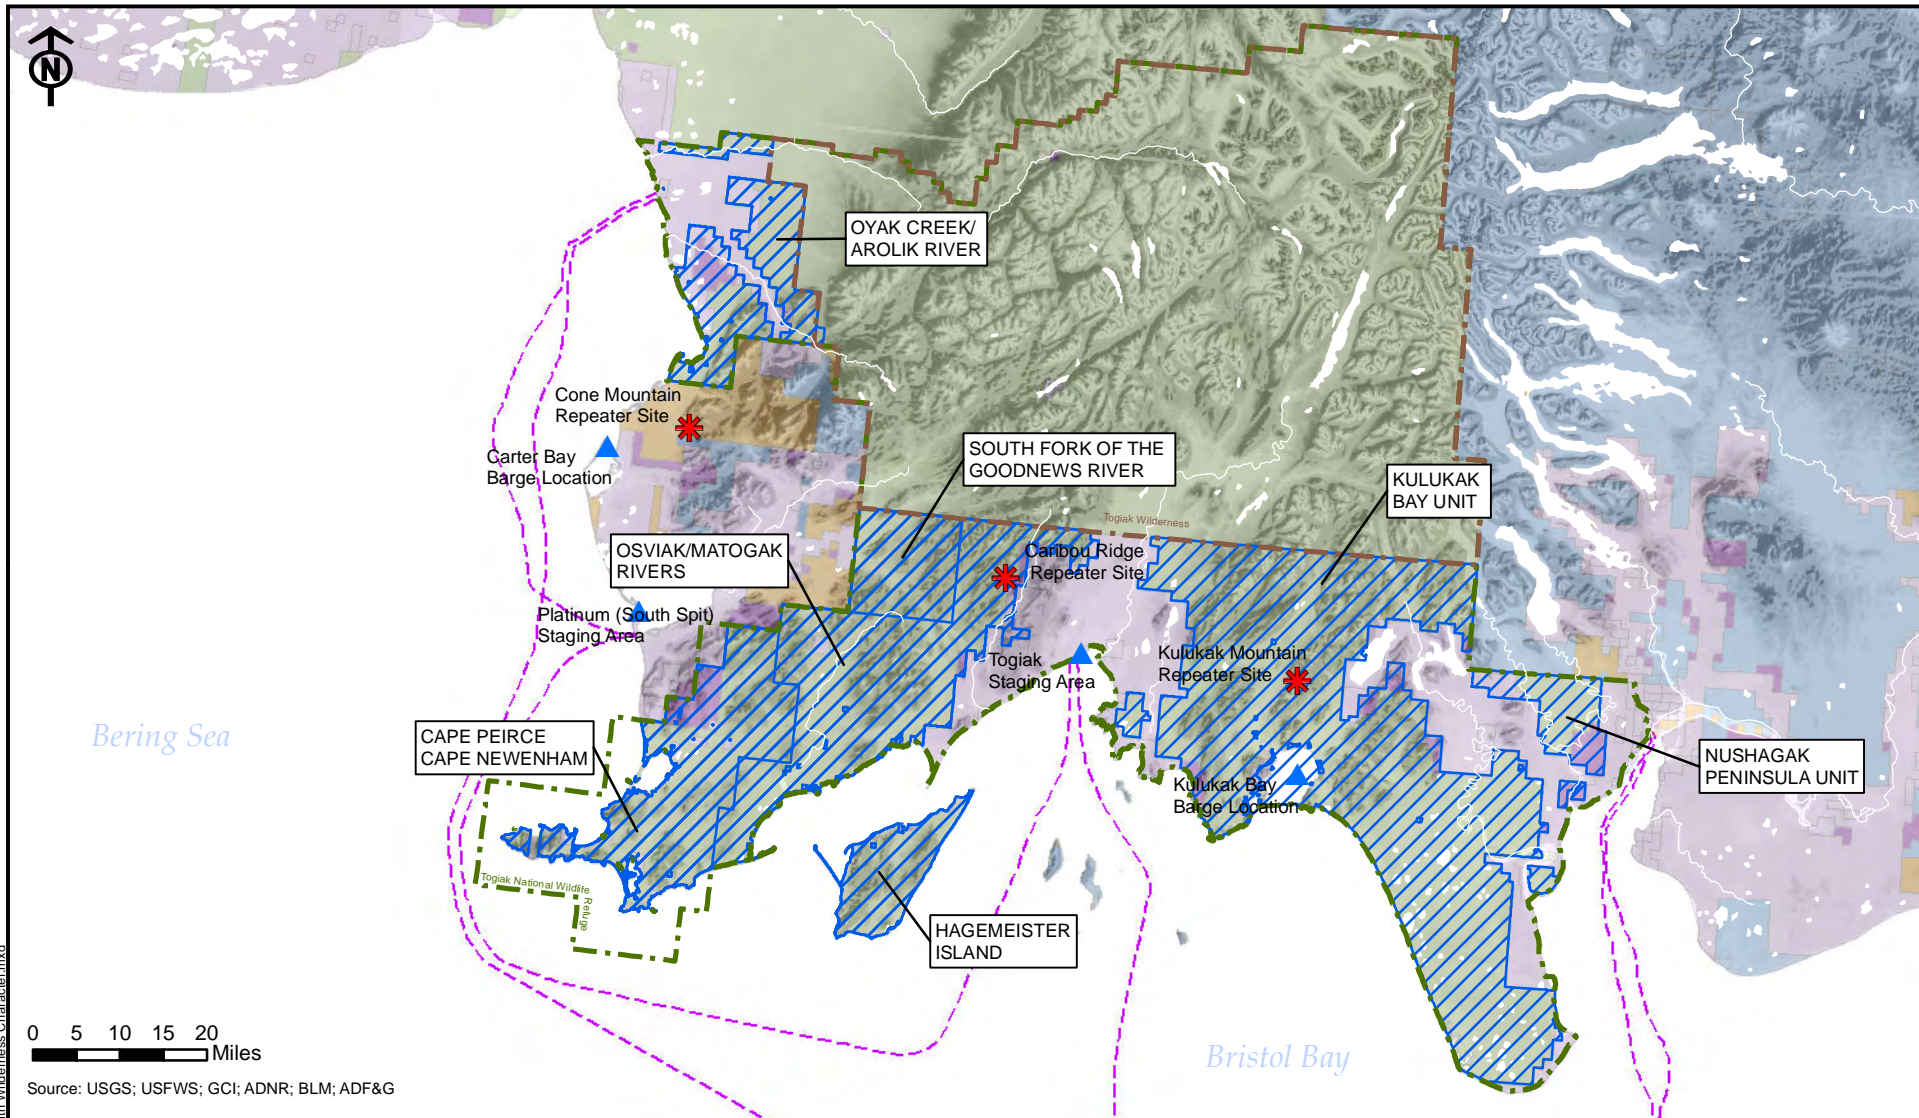 N
OYAK CREEK/
AROLIK RIVER
Cone Mountain
Repeater Site
Carter Bay
Barge Location
SOUTH FORK OF THE
GOODNEWS RIVER
KULUKAK
BAY UNIT
Togiak Wilderness
OSVIAK/MATOGAK
RIVERS
Caribou Ridge
Repeater Site
Platinum (South Spit)
Staging Area
Togiak
Staging Area
Kulukak Mountain
Repeater Site
Bering Sea
CAPE PEIRCE
CAPE NEWENHAM
NUSHAGAK
PENINSULA UNIT
Kulukak Bay
Barge Location
Togiak National Wildlife
Refuge
HAGEMEISTER
ISLAND
Bristol Bay
0 5 10 15 20
Miles
Source: USGS; USFWS; GCI; ADNR; BLM; ADF&G
Wilderness Character.mxd